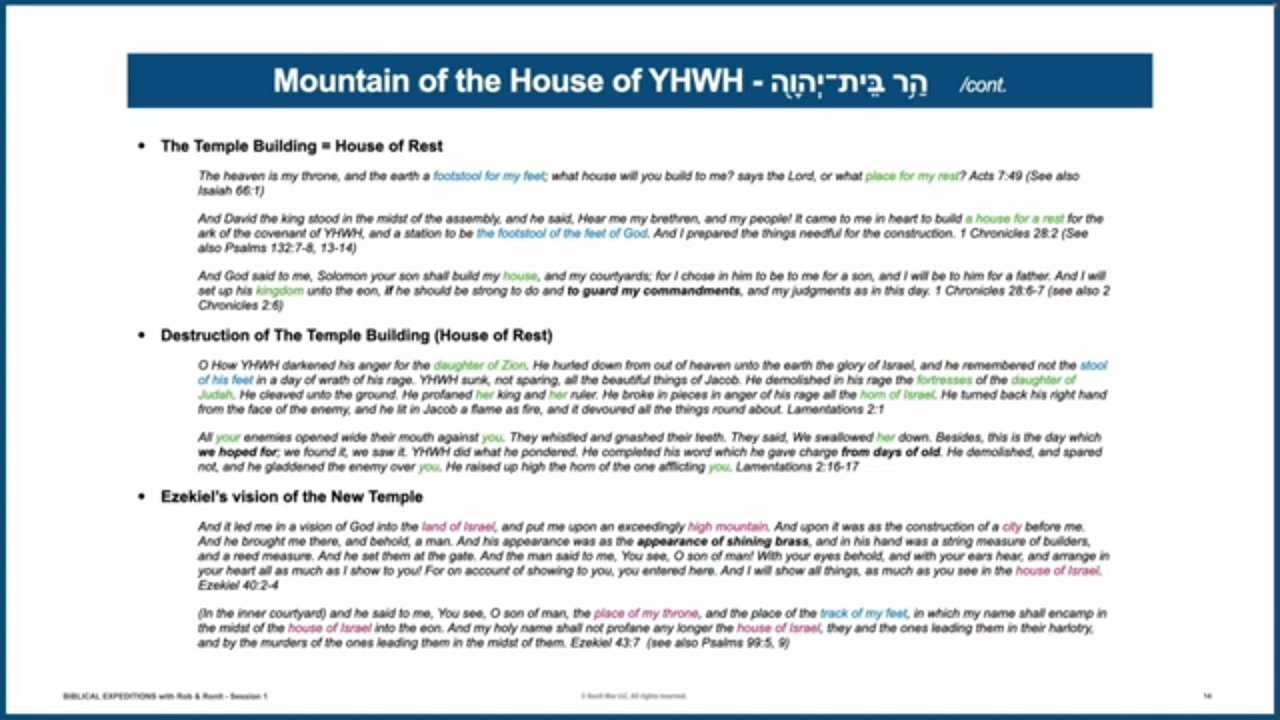 Mountain of the House of YHWH - הַ֥ר בֵּית־יְהוָ֖ה /cont.
• The Temple Building = House of Rest
The heaven is my throne, and the earth a footstool for my feet; what house will you build to me? says the Lord, or what place for my rest? Acts 7:49 (See also
Isaiah 66:1)
And David the king stood in the midst of the assembly, and he said, Hear me my brethren, and my people! It came to me in heart to build a house for a rest for the
ark of the covenant of YHWH, and a station to be the footstool of the feet of God. And I prepared the things needful for the construction. 1 Chronicles 28:2 (See
also Psalms 132:7-8, 13-14)
And God said to me, Solomon your son shall build my house, and my courtyards; for I chose in him to be to me for a son, and I will be to him for a father. And I will
set up his kingdom unto the eon, if he should be strong to do and to guard my commandments, and my judgments as in this day. 1 Chronicles 28:6-7 (see also 2
Chronicles 2:6)
• Destruction of The Temple Building (House of Rest)
O How YHWH darkened his anger for the daughter of Zion. He hurled down from out of heaven unto the earth the glory of Israel, and he remembered not the stool
of his feet in a day of wrath of his rage. YHWH sunk, not sparing, all the beautiful things of Jacob. He demolished in his rage the fortresses of the daughter of
Judah. He cleaved unto the ground. He profaned her king and her ruler. He broke in pieces in anger of his rage all the horn of Israel. He turned back his right hand
from the face of the enemy, and he lit in Jacob a flame as fire, and it devoured all the things round about. Lamentations 2:1
All your enemies opened wide their mouth against you. They whistled and gnashed their teeth. They said, We swallowed her down. Besides, this is the day which
we hoped for; we found it, we saw it. YHWH did what he pondered. He completed his word which he gave charge from days of old. He demolished, and spared
not, and he gladdened the enemy over you. He raised up high the horn of the one afflicting you. Lamentations 2:16-17
• Ezekiel's vision of the New Temple
And it led me in a vision of God into the land of Israel, and put me upon an exceedingly high mountain. And upon it was as the construction of a city before me.
And he brought me there, and behold, a man. And his appearance was as the appearance of shining brass, and in his hand was a string measure of builders,
and a reed measure. And he set them at the gate. And the man said to me, You see, O son of man! With your eyes behold, and with your ears hear, and arrange in
your heart all as much as I show to you! For on account of showing to you, you entered here. And I will show all things, as much as you see in the house of Israel.
Ezekiel 40:2-4
(In the inner courtyard) and he said to me, You see, O son of man, the place of my throne, and the place of the track of my feet, in which my name shall encamp in
the midst of the house of Israel into the eon. And my holy name shall not profane any longer the house of Israel, they and the ones leading them in their harlotry,
and by the murders of the ones leading them in the midst of them. Ezekiel 43:7 (see also Psalms 99:5, 9)
BIBLICAL EXPEDITIONS with Rob & Ronit - Session 1
© Ronit Mor LLC. All rights reserved.
14